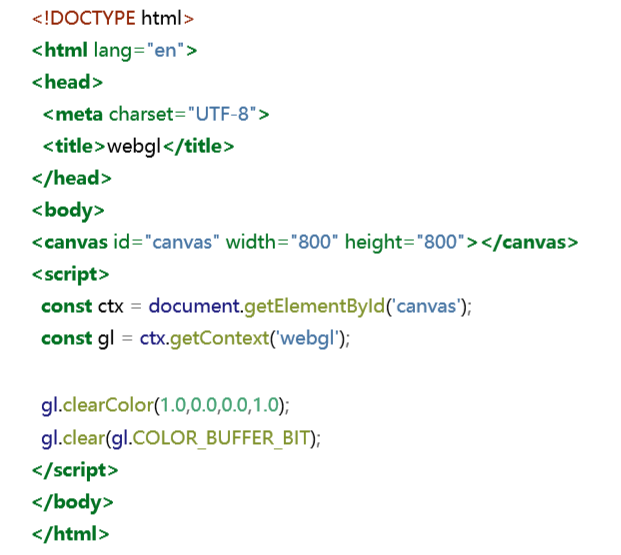 <!DOCTYPE html>
<html lang="en">
<head>
<meta charset="UTF-8">
<title>webgl</title>
</head>
<body>
<canvas id="canvas" width="800" height="800"></canvas>
<script>
const ctx = document.getElementById('canvas');
const gl = ctx.getContext('webgl');
gl.clearColor(1.0,0.0,0.0,1.0);
gl.clear(gl.COLOR_BUFFER_BIT);
</script>
</body>
</html>